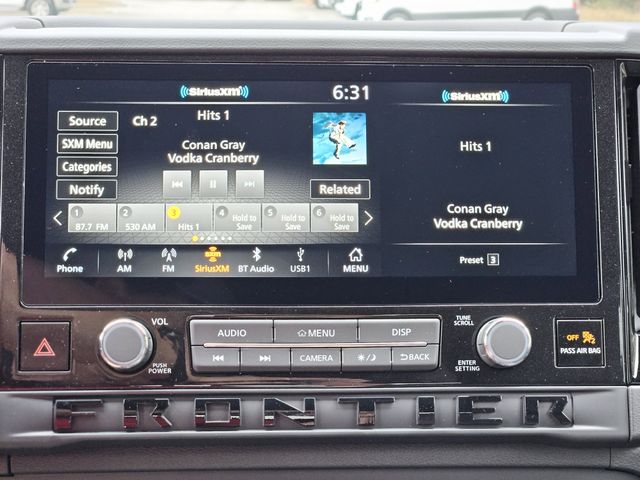 SiriusXM
6:31
SiriusXM
Source
Ch 2
Hits 1
SXM Menu
Categories
Conan Gray
Vodka Cranberry
Hits 1
Notify
Related
Conan Gray
Vodka Cranberry
1 2 3 4 Hold to Save 5 Hold to Save 6 Hold to Save
87.7 FM 530 AM Hits 1
Phone AM FM SXM SiriusXM BT Audio USB1 MENU
Preset 3
VOL
PUSH
POWER
AUDIO MENU DISP
CAMERA BACK
TUNE
SCROLL
ENTER
SETTING
OFF
PASS AIR BAG
FRONTIER